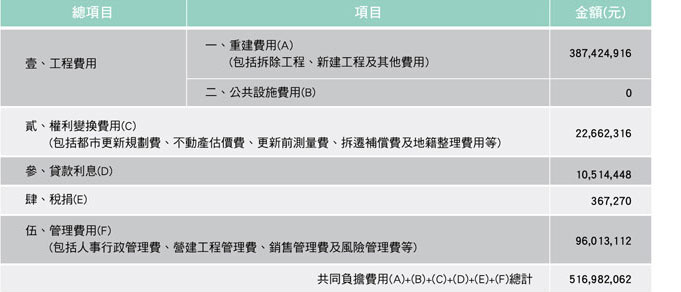 總項目 項目 金額(元)
壹、工程費用
一、重建費用(A)
(包括拆除工程、新建工程及其他費用)
387,424,916
二、公共設施費用(B) 0
貳、權利變換費用(C)
(包括都市更新規劃費、不動產估價費、更新前測量費、拆遷補償費及地籍整理費用等)
22,662,316
參、貸款利息(D) 10,514,448
肆、稅捐(E) 367,270
伍、管理費用(F)
(包括人事行政管理費、營建工程管理費、銷售管理費及風險管理費等)
96,013,112
共同負擔費用(A)+(B)+(C)+(D)+(E)+(F)總計 516,982,062